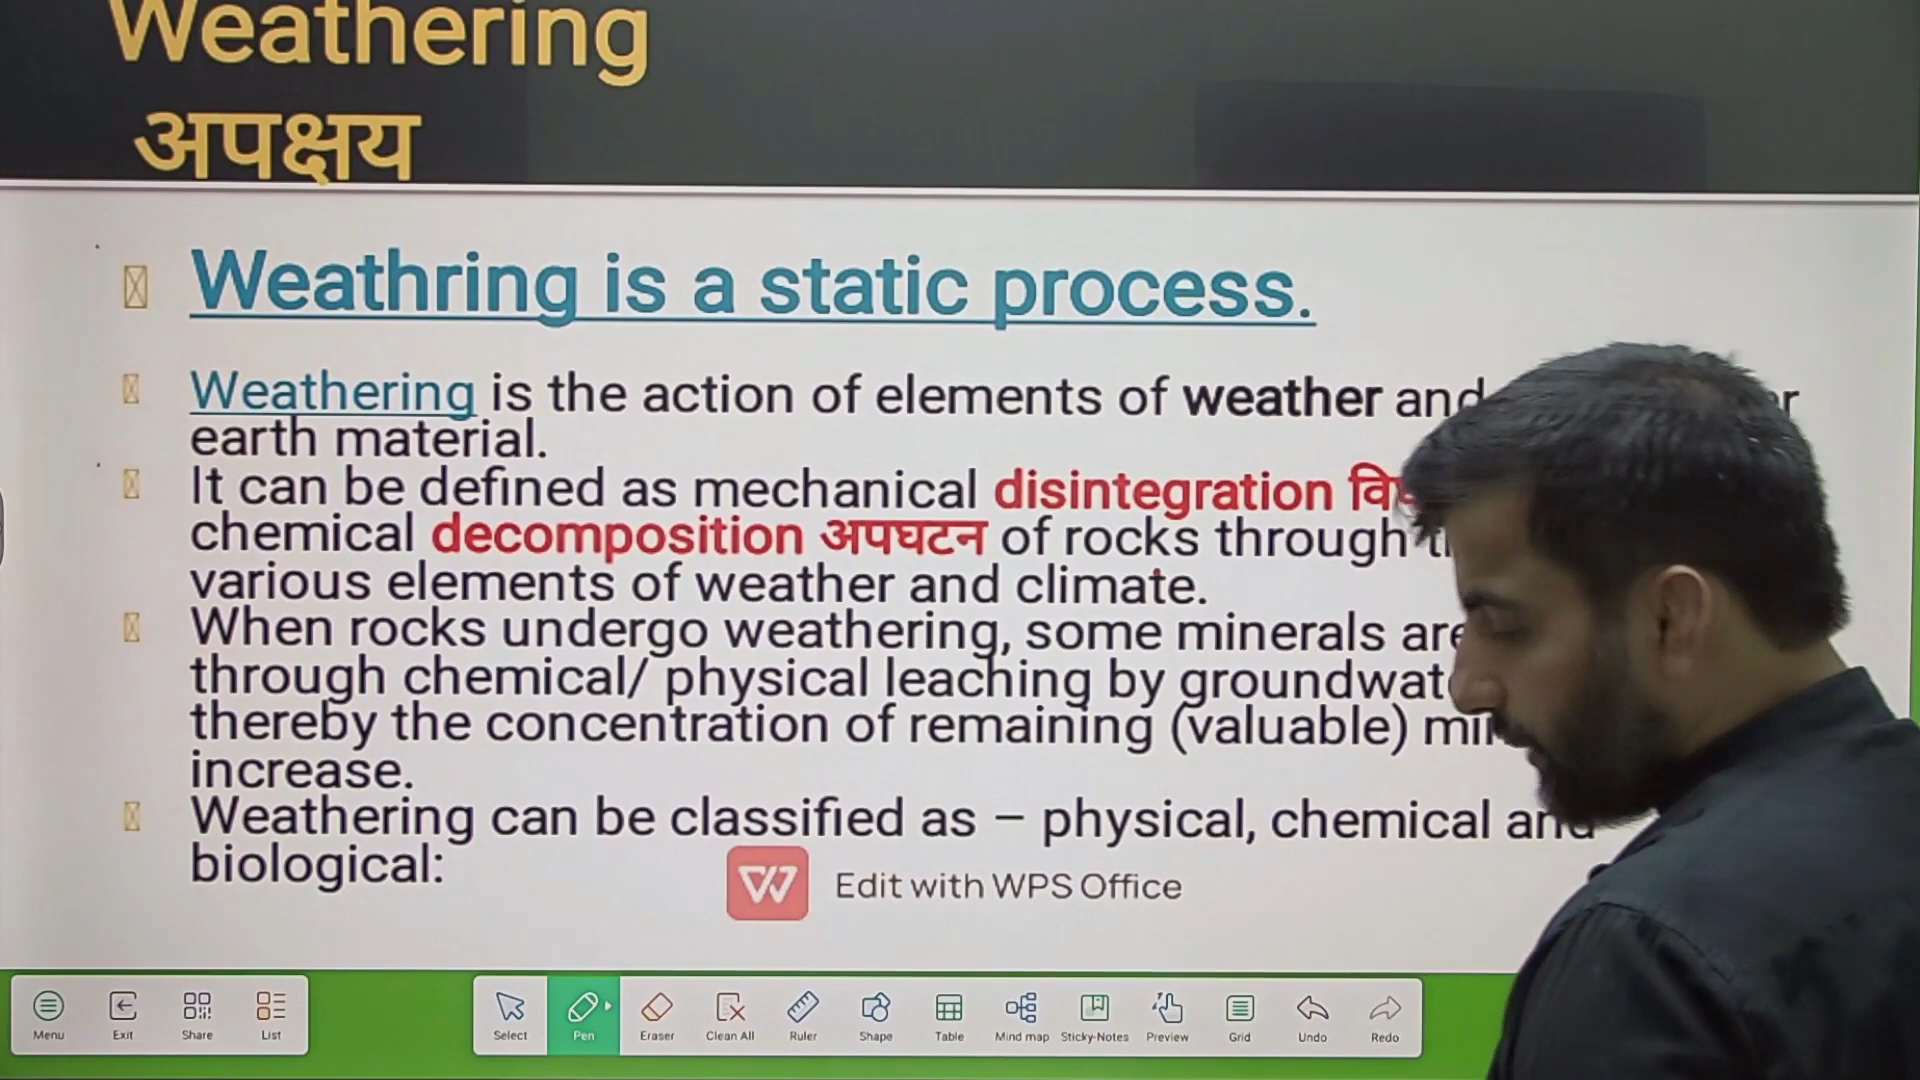 Weathering
अपक्षय
Weathring is a static process.
Weathering is the action of elements of weather and
earth material.
It can be defined as mechanical disintegration
chemical decomposition अपघटन of rocks through
various elements of weather and climate.
When rocks undergo weathering, some minerals are
through chemical/ physical leaching by
thereby the concentration of remaining (valuable)
increase.
Weathering can be classified as – physical, chemical and
biological:
W Edit with WPS Office
Menu Exit Share List Select Pen Eraser Clean All Ruler Shape Table Mind map Sticky-Notes Preview Grid Undo Redo